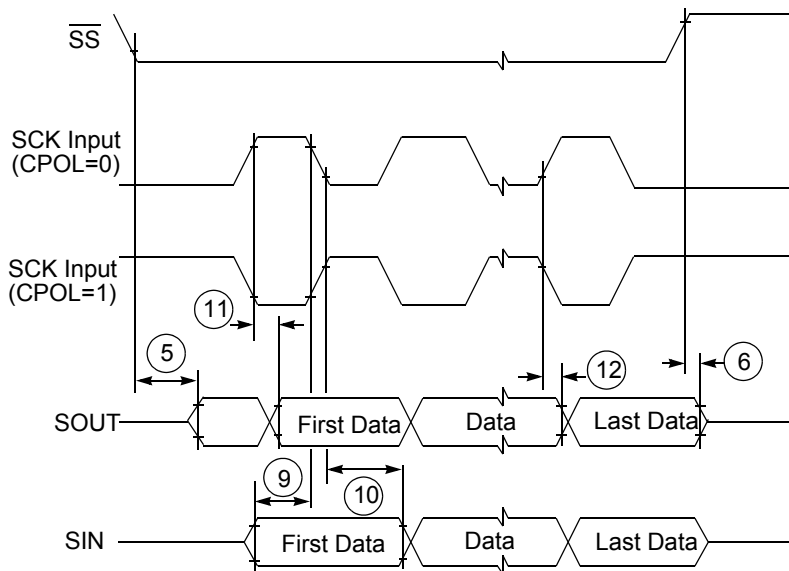 SS
SCK Input
(CPOL=0)
SCK Input
(CPOL=1)
11
5
12
6
SOUT
First Data
Data
Last Data
9
10
SIN
First Data
Data
Last Data